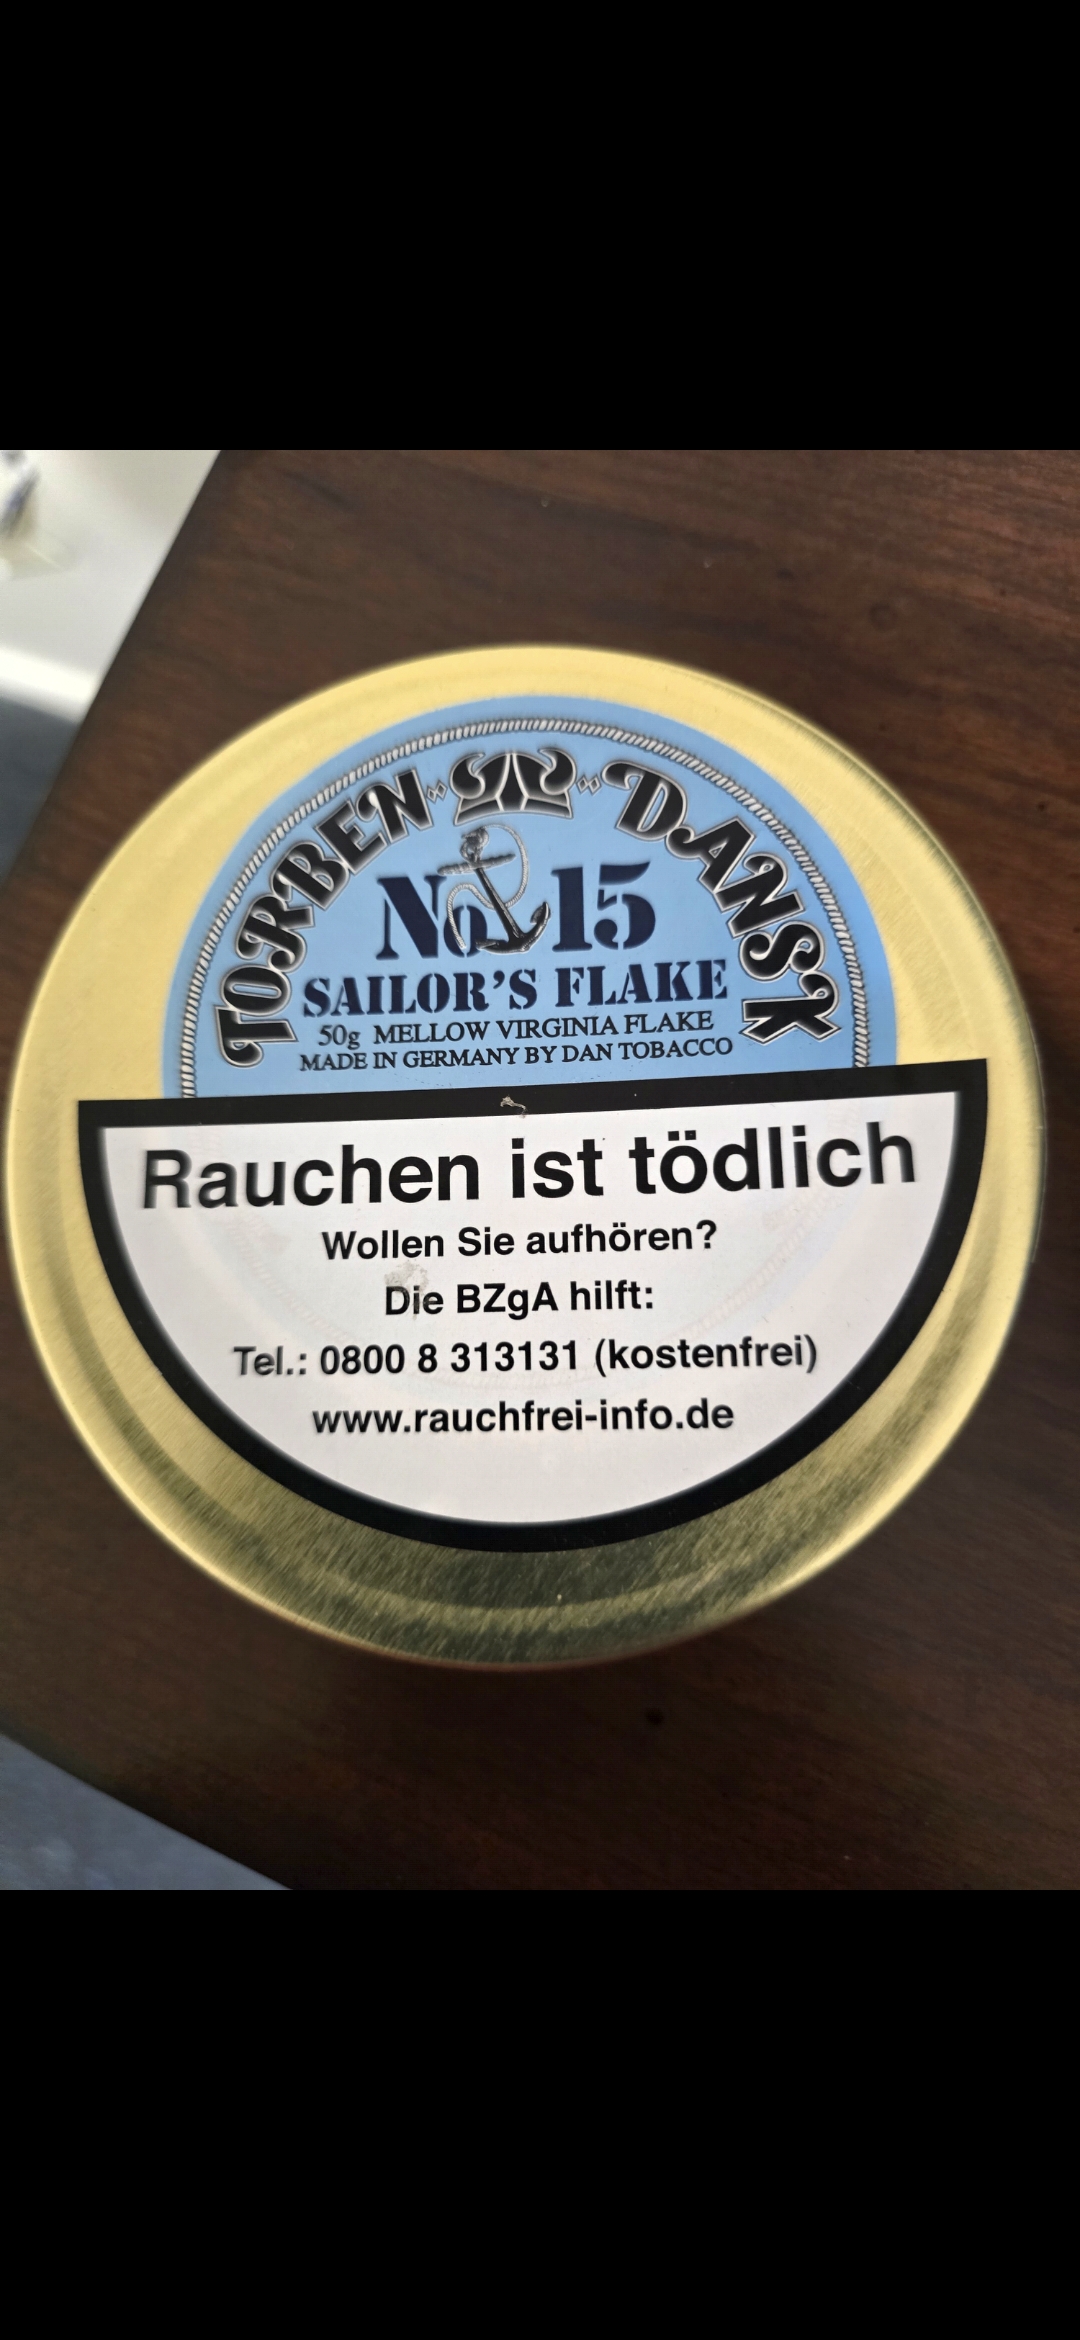 TORBEN DANSK
No 15
SAILOR'S FLAKE
50g MELLOW VIRGINIA FLAKE
MADE IN GERMANY BY DAN TOBACCO
Rauchen ist tödlich
Wollen Sie aufhören?
Die BZgA hilft:
Tel.: 0800 8 313131 (kostenfrei)
www.rauchfrei-info.de